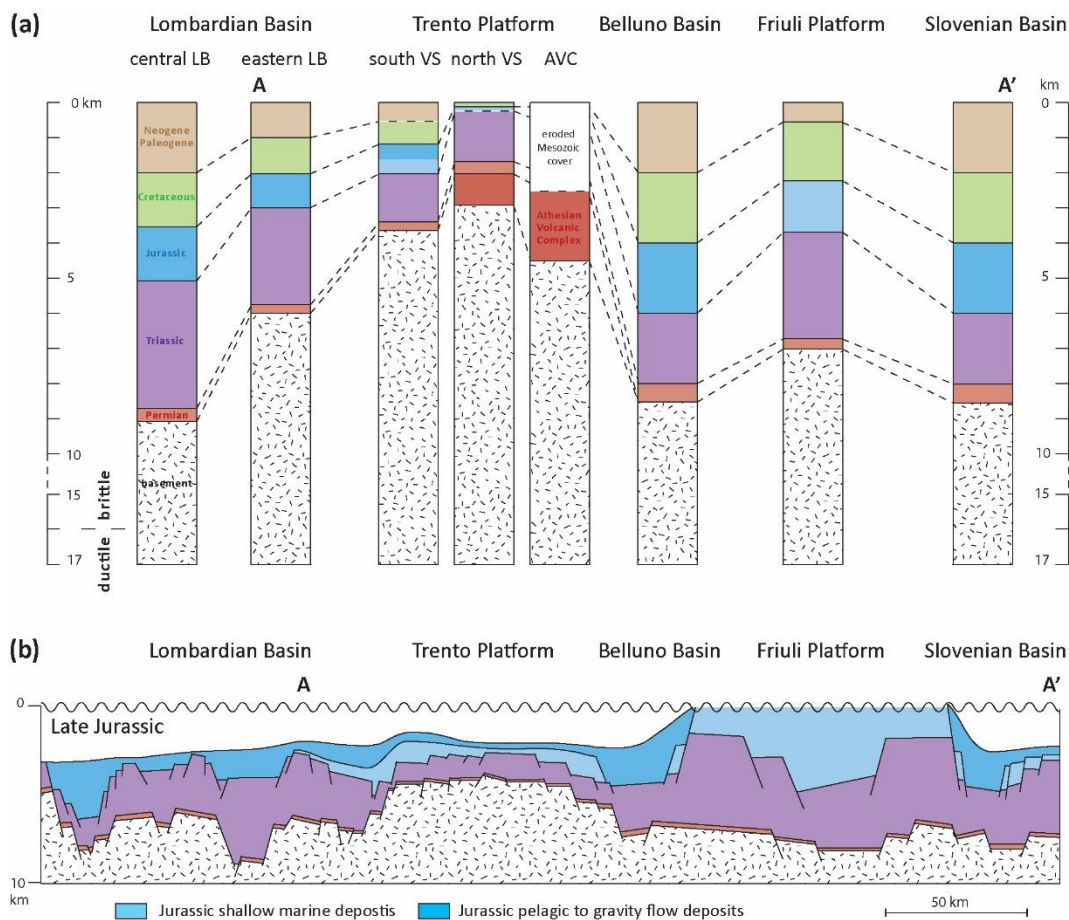 (a)
Lombardian Basin Trento Platform Belluno Basin Friuli Platform Slovenian Basin
central LB eastern LB south VS north VS AVC
A A'
0 km
km
0
Neogene
Paleogene
Cretaceous
Jurassic
Triassic
Permian
basement
eroded
Mesozoic
cover
Athesian
Volcanic
Complex
5
10
15
17
brittle
ductile
5
10
15
17
(b)
Lombardian Basin Trento Platform Belluno Basin Friuli Platform Slovenian Basin
A A'
0
Late Jurassic
10
km
Jurassic shallow marine depostis
Jurassic pelagic to gravity flow deposits
50 km